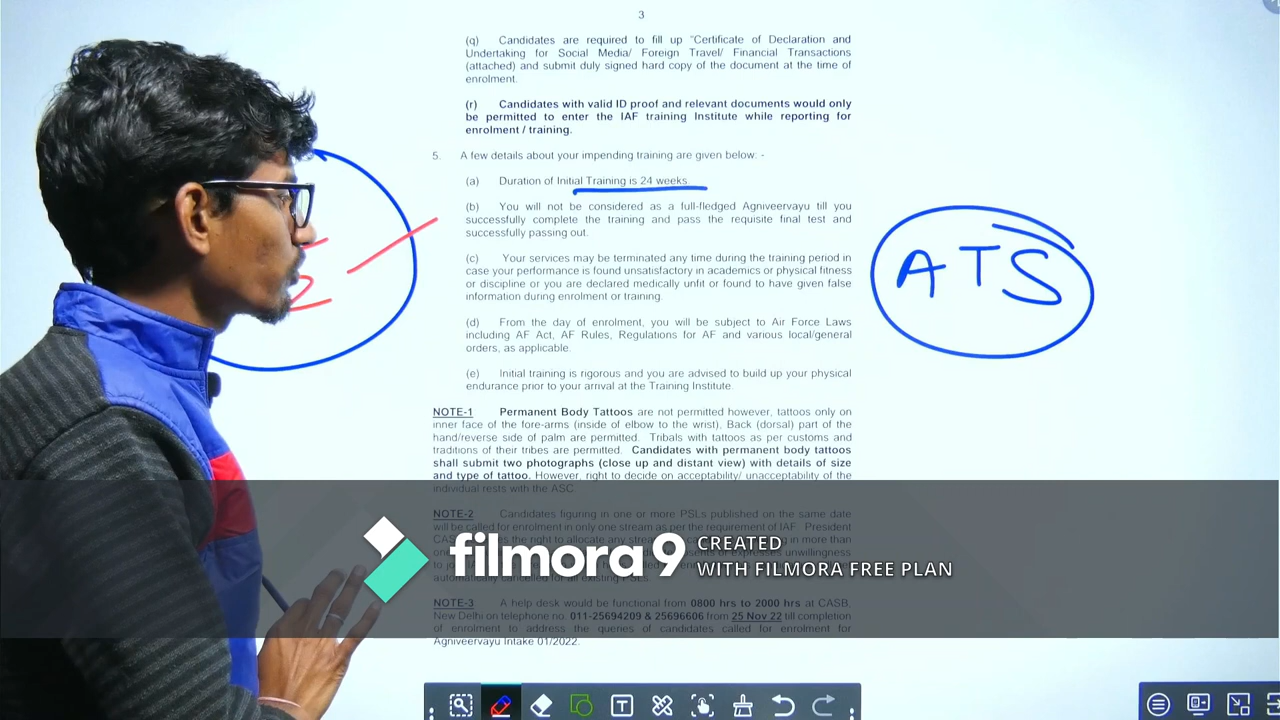 3
(q) Candidates are required to fill up "Certificate of Declaration and
Undertaking for Social Media/ Foreign Travel/ Financial Transactions
(attached) and submit duly signed hard copy of the document at the time of
enrolment.
(r) Candidates with valid ID proof and relevant documents would only
be permitted to enter the IAF training Institute while reporting for
enrolment / training.
5. A few details about your impending training are given below: -
(a) Duration of Initial Training is 24 weeks.
(b) You will not be considered as a full-fledged Agniveervayu till you
successfully complete the training and pass the requisite final test and
successfully passing out.
(c) Your services may be terminated any time during the training period in
case your performance is found unsatisfactory in academics or physical fitness
or discipline or you are declared medically unfit or found to have given false
information during enrolment or training.
(d) From the day of enrolment, you will be subject to Air Force Laws
including AF Act, AF Rules, Regulations for AF and various local/general
orders, as applicable.
(e) Initial training is rigorous and you are advised to build up your physical
endurance prior to your arrival at the Training Institute.
2
ATS
NOTE-1 Permanent Body Tattoos are not permitted however, tattoos only on
inner face of the fore-arms (inside of elbow to the wrist), Back (dorsal) part of the
hand/reverse side of palm are permitted. Tribals with tattoos as per customs and
traditions of their tribes are permitted. Candidates with permanent body tattoos
shall submit two photographs (close up and distant view) with details of size
and type of tattoo. However, right to decide on acceptability/ unacceptability of the
individual rests with the ASC.
NOTE-2 Candidates figuring in one or more PSLs published on the same date
will be called for enrolment in only one stream as per the requirement of IAF. President
the right to allocate any in more than
unwillingness
automatically cancelled for all existing PSLs.
filmora9 CREATED
WITH FILMORA FREE PLAN
NOTE-3 A help desk would be functional from 0800 hrs to 2000 hrs at CASB,
New Delhi on telephone no. 011-25694209 & 25696606 from 25 Nov 22 till completion
of enrolment to address the queries of candidates called for enrolment for
Agniveervayu Intake 01/2022.